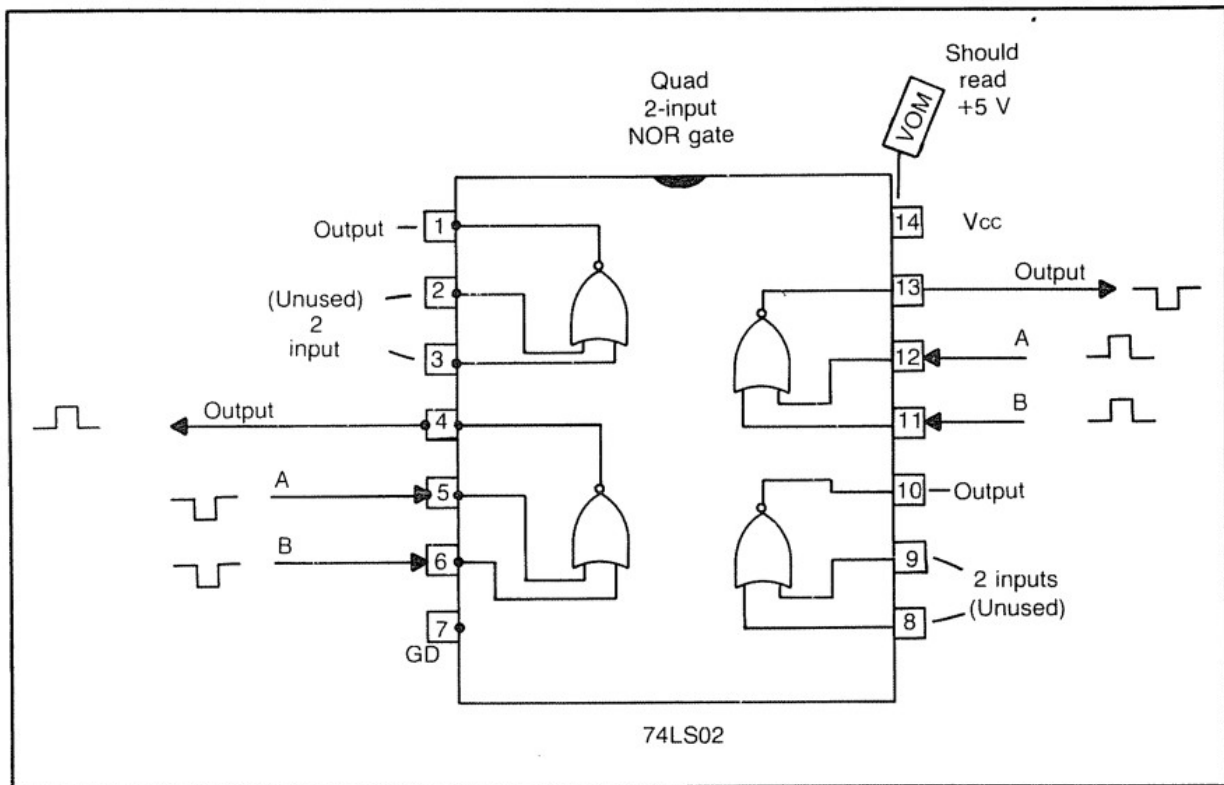 Quad
2-input
NOR gate
Should
read
+5 V
VOM
Output
1
14
Vcc
(Unused)
2
input
2
3
13
Output
12
A
11
B
Output
4
A
5
B
6
7
GD
10
Output
9
8
2 inputs
(Unused)
74LS02